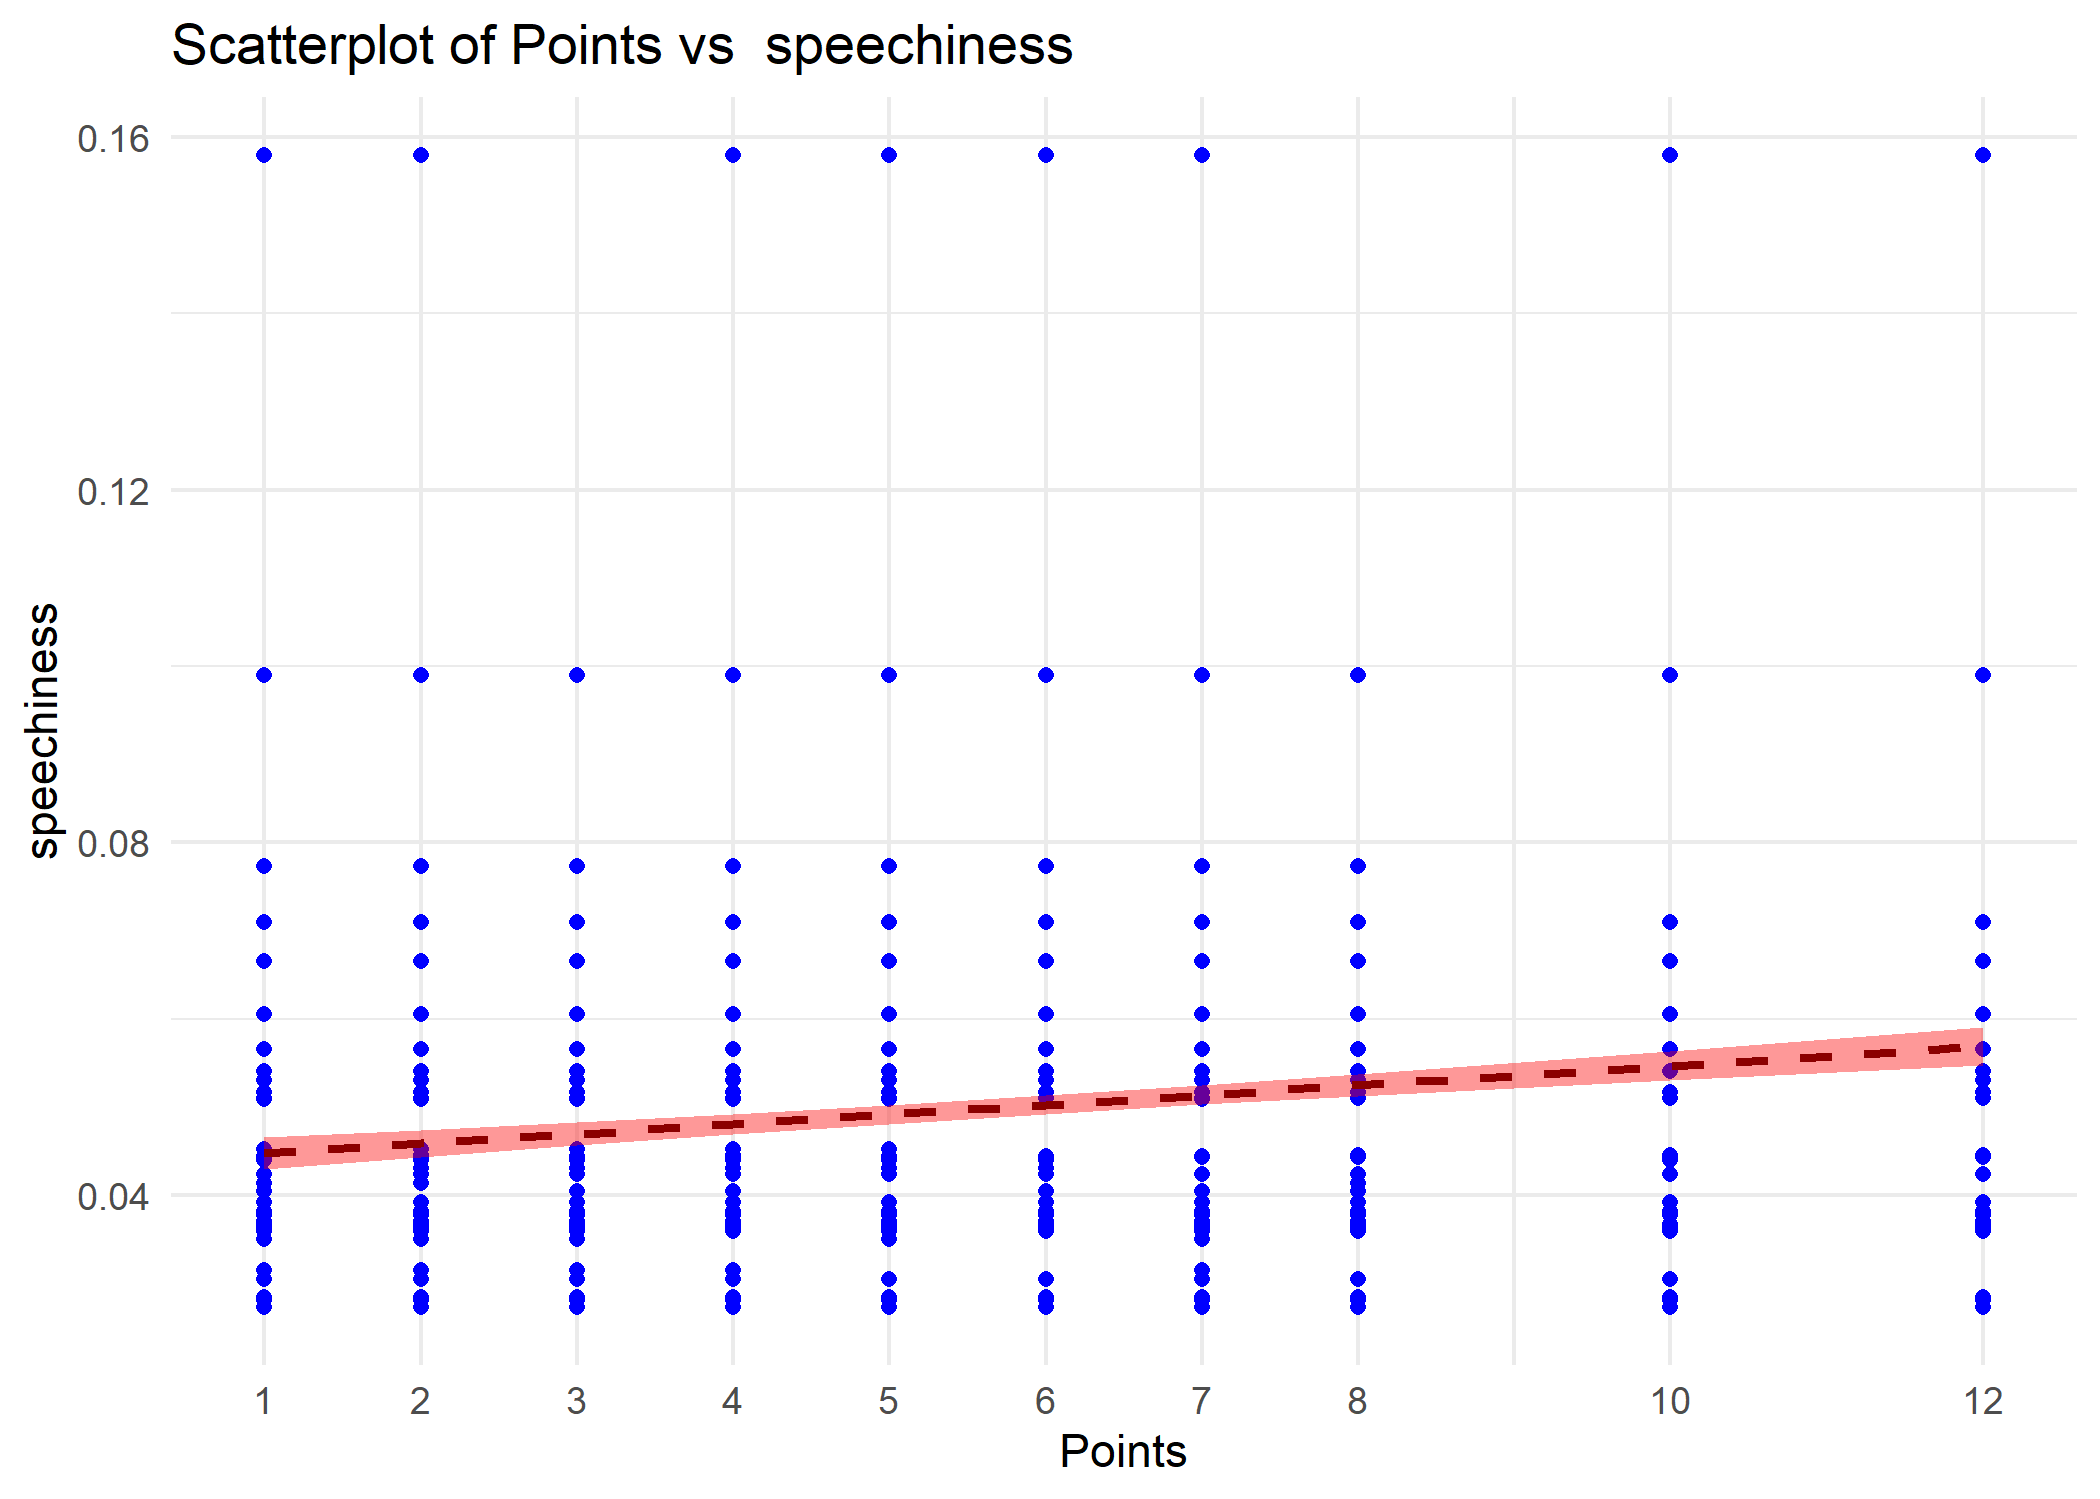 Scatterplot of Points vs  speechiness
0.16
0.12
0.08
0.04
speechiness
1 2 3 4 5 6 7 8 10 12
Points